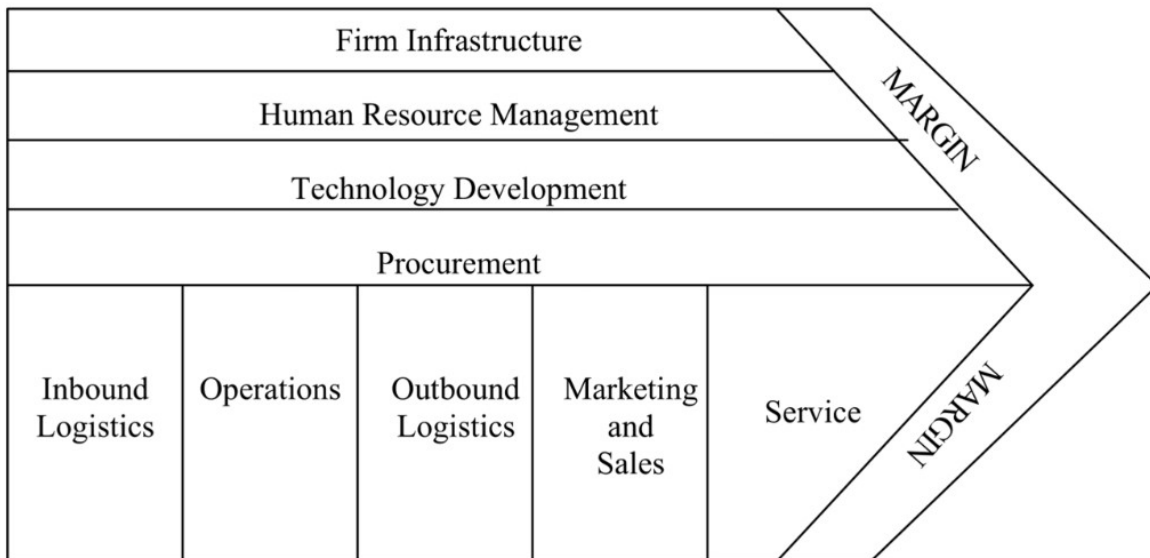 Firm Infrastructure
MARGIN
Human Resource Management
Technology Development
Procurement
Inbound
Logistics
Operations
Outbound
Logistics
Marketing
and
Sales
Service
MARGIN